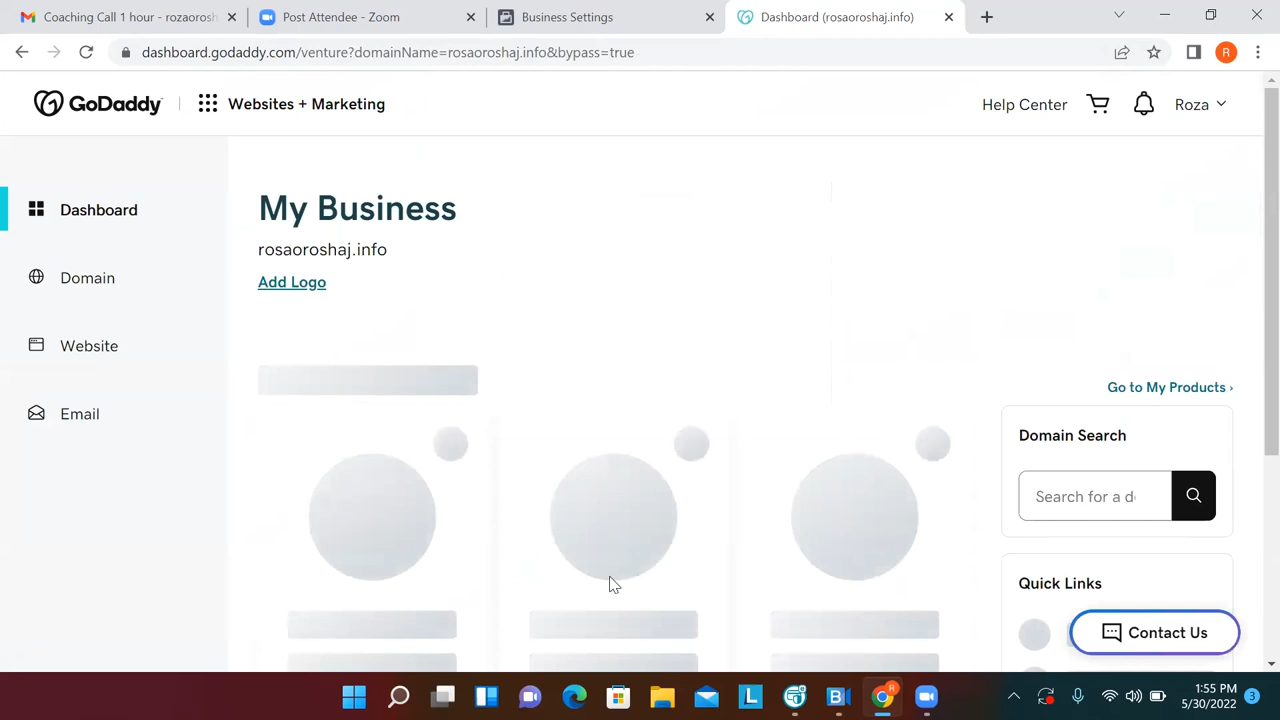 Coaching Call 1 hour - rozaorosh
Post Attendee - Zoom
Business Settings
Dashboard (rosaoroshaj.info)
dashboard.godaddy.com/venture?domainName=rosaoroshaj.info&bypass=true
R
GoDaddy
Websites + Marketing
Help Center
Roza
Dashboard
Domain
Website
Email
My Business
rosaoroshaj.info
Add Logo
Go to My Products ›
Domain Search
Search for a d
Quick Links
Contact Us
L
B
R
1:55 PM
5/30/2022
3